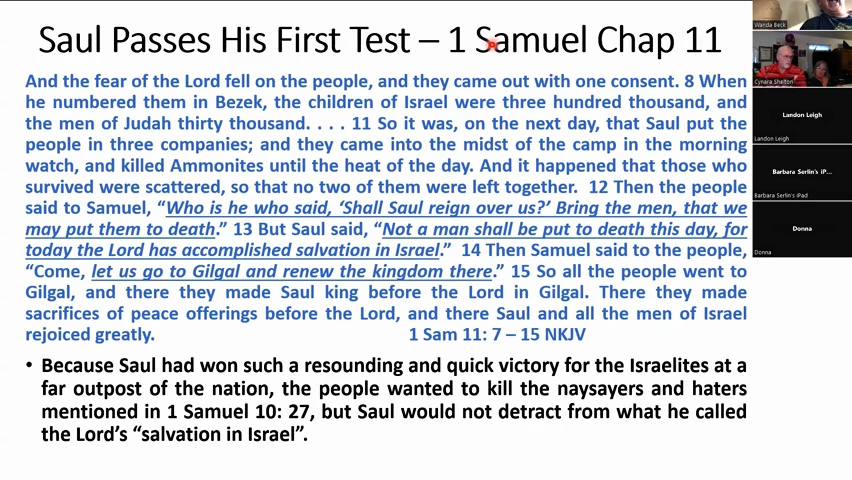 Saul Passes His First Test – 1 Samuel Chap 11
And the fear of the Lord fell on the people, and they came out with one consent. 8 When
he numbered them in Bezek, the children of Israel were three hundred thousand, and
the men of Judah thirty thousand. . . . 11 So it was, on the next day, that Saul put the
people in three companies; and they came into the midst of the camp in the morning
watch, and killed Ammonites until the heat of the day. And it happened that those who
survived were scattered, so that no two of them were left together. 12 Then the people
said to Samuel, “Who is he who said, ‘Shall Saul reign over us?’ Bring the men, that we
may put them to death.” 13 But Saul said, “Not a man shall be put to death this day, for
today the Lord has accomplished salvation in Israel.” 14 Then Samuel said to the people,
“Come, let us go to Gilgal and renew the kingdom there.” 15 So all the people went to
Gilgal, and there they made Saul king before the Lord in Gilgal. There they made
sacrifices of peace offerings before the Lord, and there Saul and all the men of Israel
rejoiced greatly. 1 Sam 11: 7 – 15 NKJV
• Because Saul had won such a resounding and quick victory for the Israelites at a
far outpost of the nation, the people wanted to kill the naysayers and haters
mentioned in 1 Samuel 10: 27, but Saul would not detract from what he called
the Lord’s “salvation in Israel”.
Wanda Beck
Cynara Shelton
Landon Leigh
Landon Leigh
Barbara Serlin's iP...
Barbara Serlin's iPad
Donna
Donna